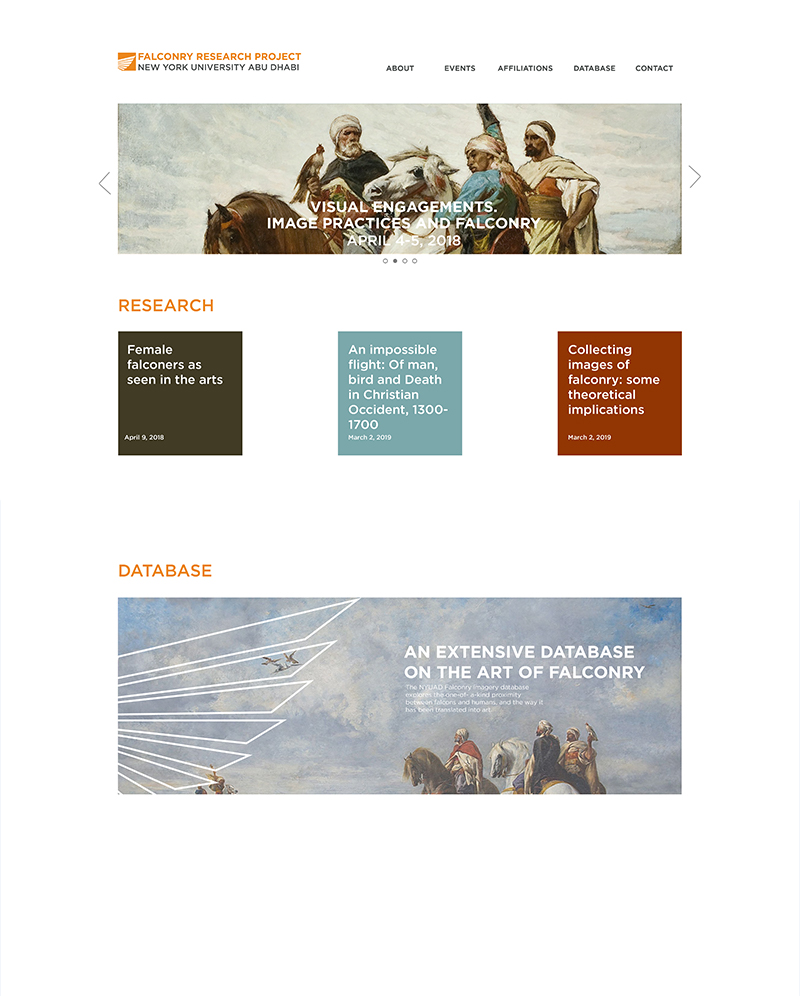 FALCONRY RESEARCH PROJECT
NEW YORK UNIVERSITY ABU DHABI
ABOUT EVENTS AFFILIATIONS DATABASE CONTACT
VISUAL ENGAGEMENTS.
IMAGE PRACTICES AND FALCONRY
APRIL 4-5, 2018
RESEARCH
Female
falconers as
seen in the arts
April 9, 2018
An impossible
flight: Of man,
bird and Death
in Christian
Occident, 1300-
1700
March 2, 2019
Collecting
images of
falconry: some
theoretical
implications
March 2, 2019
DATABASE
AN EXTENSIVE DATABASE
ON THE ART OF FALCONRY
The NYUAD Falconry Imagery database
explores the one-of- a-kind proximity
between falcons and humans, and the way it
has been translated into art.